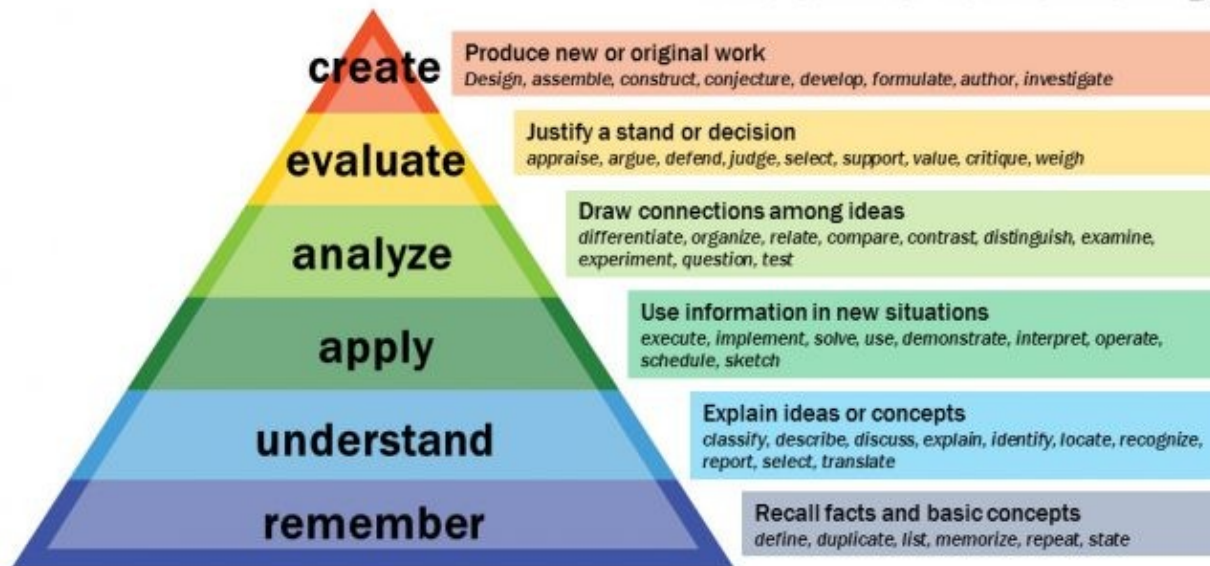 create
Produce new or original work
Design, assemble, construct, conjecture, develop, formulate, author, investigate
evaluate
Justify a stand or decision
appraise, argue, defend, judge, select, support, value, critique, weigh
analyze
Draw connections among ideas
differentiate, organize, relate, compare, contrast, distinguish, examine,
experiment, question, test
apply
Use information in new situations
execute, implement, solve, use, demonstrate, interpret, operate,
schedule, sketch
understand
Explain ideas or concepts
classify, describe, discuss, explain, identify, locate, recognize,
report, select, translate
remember
Recall facts and basic concepts
define, duplicate, list, memorize, repeat, state